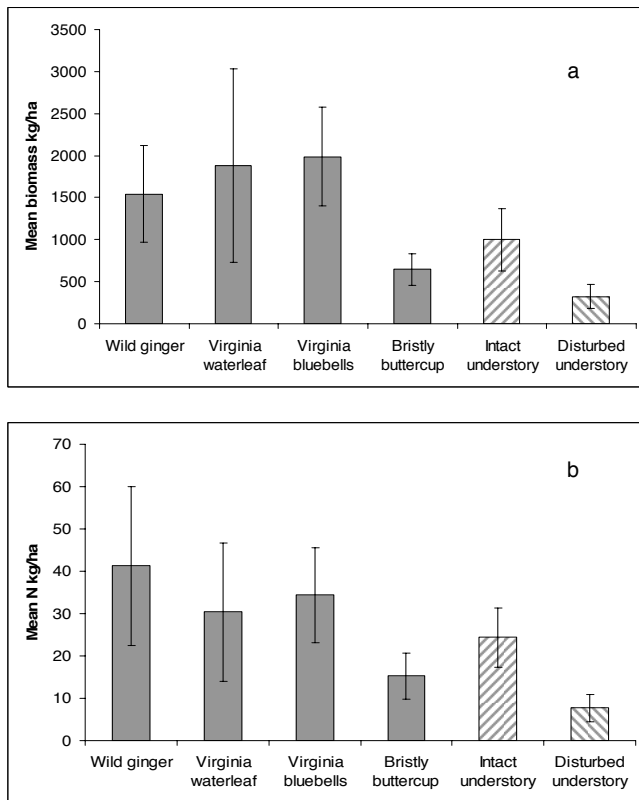 a
Mean biomass kg/ha
3500
3000
2500
2000
1500
1000
500
0
Wild ginger
Virginia waterleaf
Virginia bluebells
Bristly buttercup
Intact understory
Disturbed understory
b
Mean N kg/ha
70
60
50
40
30
20
10
0
Wild ginger
Virginia waterleaf
Virginia bluebells
Bristly buttercup
Intact understory
Disturbed understory